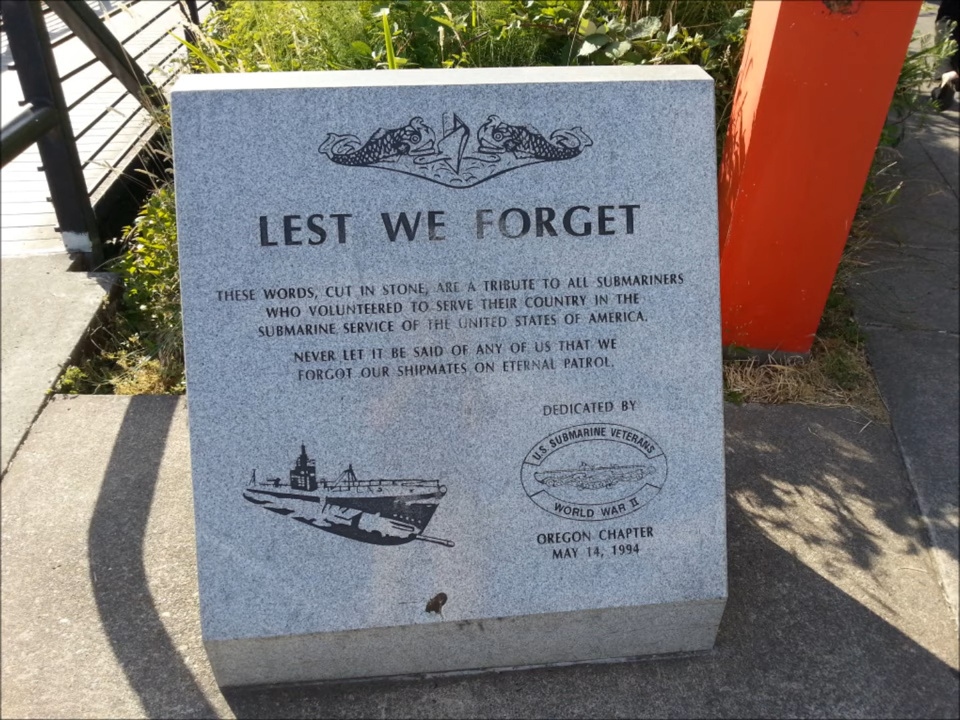 LEST WE FORGET
THESE WORDS, CUT IN STONE, ARE A TRIBUTE TO ALL SUBMARINERS
WHO VOLUNTEERED TO SERVE THEIR COUNTRY IN THE
SUBMARINE SERVICE OF THE UNITED STATES OF AMERICA.
NEVER LET IT BE SAID OF ANY OF US THAT WE
FORGOT OUR SHIPMATES ON ETERNAL PATROL.
DEDICATED BY
U.S. SUBMARINE VETERANS
WORLD WAR II
OREGON CHAPTER
MAY 14, 1994